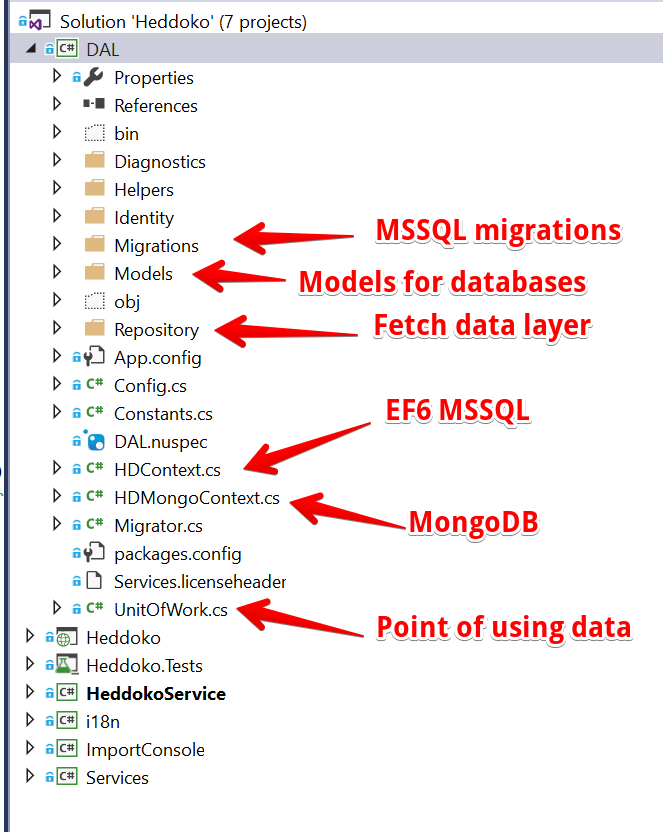 Solution 'Heddoko' (7 projects)
C# DAL
Properties
References
bin
Diagnostics
Helpers
Identity
MSSQL migrations
Migrations
Models
Models for databases
obj
Fetch data layer
Repository
App.config
C# Config.cs
EF6 MSSQL
C# Constants.cs
DAL.nuspec
C# HDContext.cs
C# HDMongoContext.cs
MongoDB
C# Migrator.cs
packages.config
Services.licenseheader
C# UnitOfWork.cs
Point of using data
Heddoko
Heddoko.Tests
C# HeddokoService
C# i18n
C# ImportConsole
C# Services